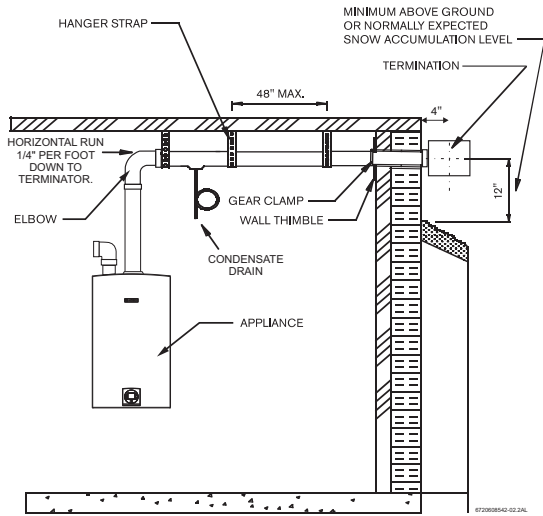 MINIMUM ABOVE GROUND
OR NORMALLY EXPECTED
SNOW ACCUMULATION LEVEL
HANGER STRAP
TERMINATION
48" MAX.
4"
HORIZONTAL RUN
1/4" PER FOOT
DOWN TO
TERMINATOR.
GEAR CLAMP
WALL THIMBLE
12"
ELBOW
CONDENSATE
DRAIN
APPLIANCE
6720608542-02.2AL